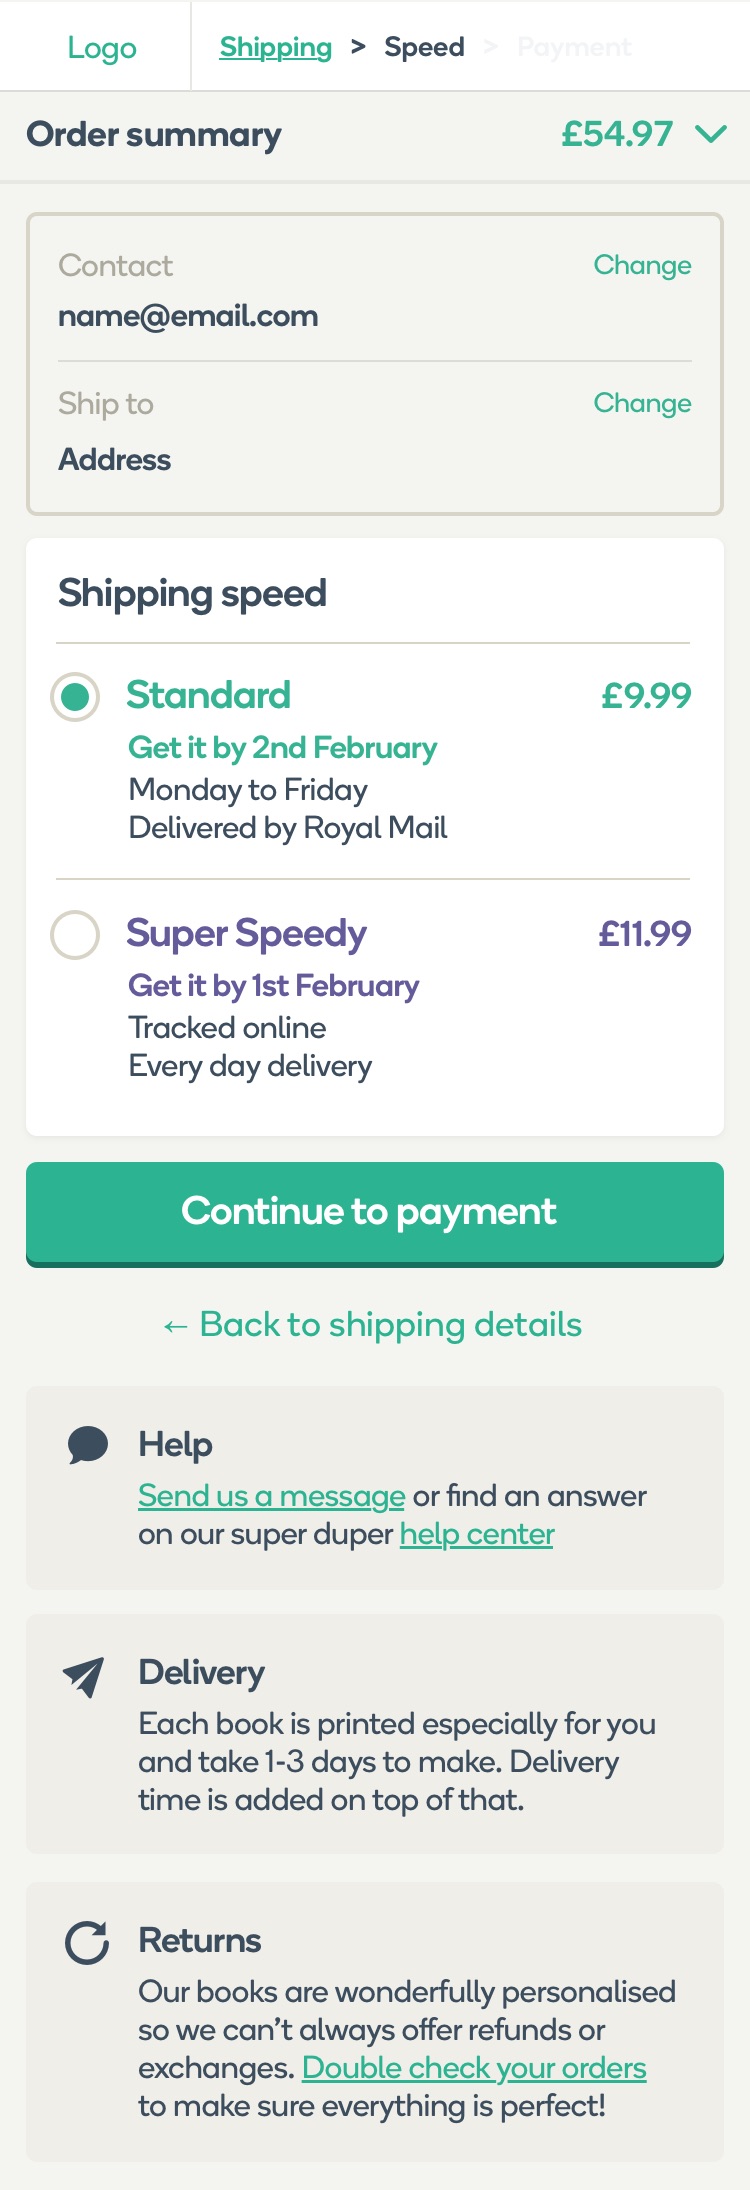 Logo
Shipping > Speed > Payment
Order summary £54.97
Contact Change
name@email.com
Ship to Change
Address
Shipping speed
Standard £9.99
Get it by 2nd February
Monday to Friday
Delivered by Royal Mail
Super Speedy £11.99
Get it by 1st February
Tracked online
Every day delivery
Continue to payment
← Back to shipping details
Help
Send us a message or find an answer
on our super duper help center
Delivery
Each book is printed especially for you
and take 1-3 days to make. Delivery
time is added on top of that.
Returns
Our books are wonderfully personalised
so we can’t always offer refunds or
exchanges. Double check your orders
to make sure everything is perfect!